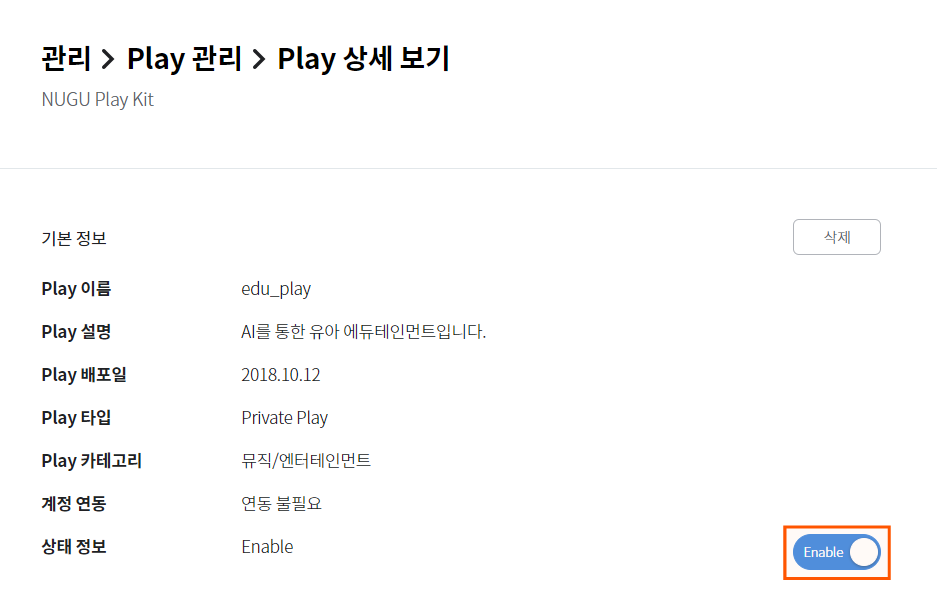 관리 > Play 관리 > Play 상세 보기
NUGU Play Kit
기본 정보 삭제
Play 이름 edu_play
Play 설명 AI를 통한 유아 에듀테인먼트입니다.
Play 배포일 2018.10.12
Play 타입 Private Play
Play 카테고리 뮤직/엔터테인먼트
계정 연동 연동 불필요
상태 정보 Enable Enable